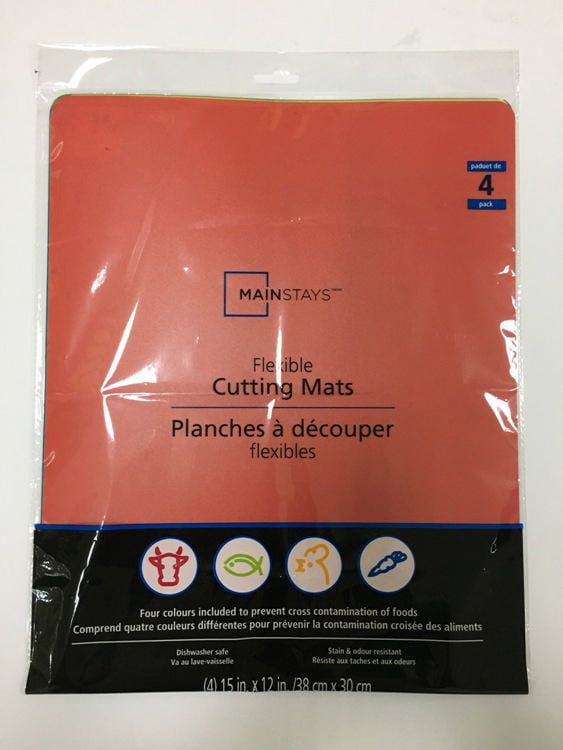 paduet de
4
pack
MAINSTAYS™
Flexible
Cutting Mats
Planches à découper
flexibles
Four colours included to prevent cross contamination of foods
Comprend quatre couleurs différentes pour prévenir la contamination croisée des aliments
Dishwasher safe
Va au lave-vaisselle
Stain & odour resistant
Résiste aux taches et aux odeurs
(4) 15 in. x 12 in. /38 cm x 30 cm